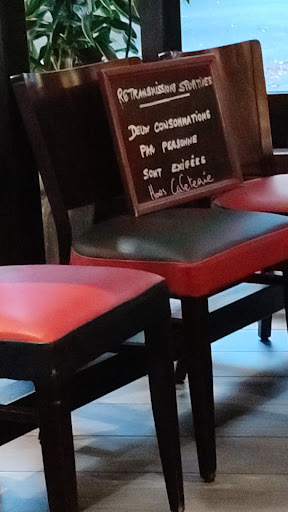 RETRANSMISSIONS SPORTIVES
DEUX CONSOMMATIONS
PAR PERSONNE
SONT EXIGÉES
Hors Cafeterie